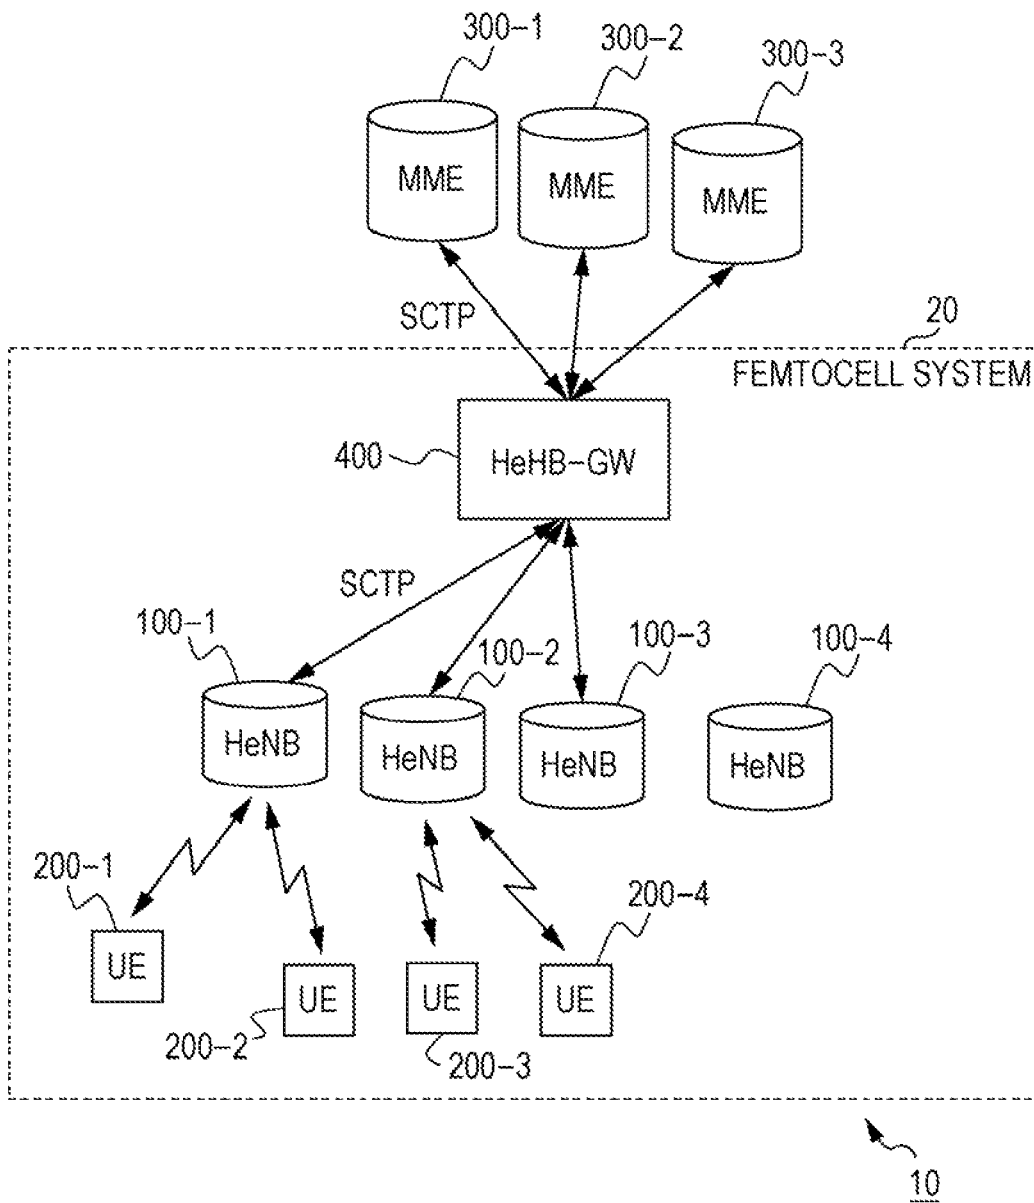 300-1
300-2
300-3
MME
MME
MME
SCTP
20
FEMTOCELL SYSTEM
400
HeHB-GW
SCTP
100-1
100-2
100-3
100-4
HeNB
HeNB
HeNB
HeNB
200-1
200-4
UE
UE
UE
UE
200-2
200-3
10